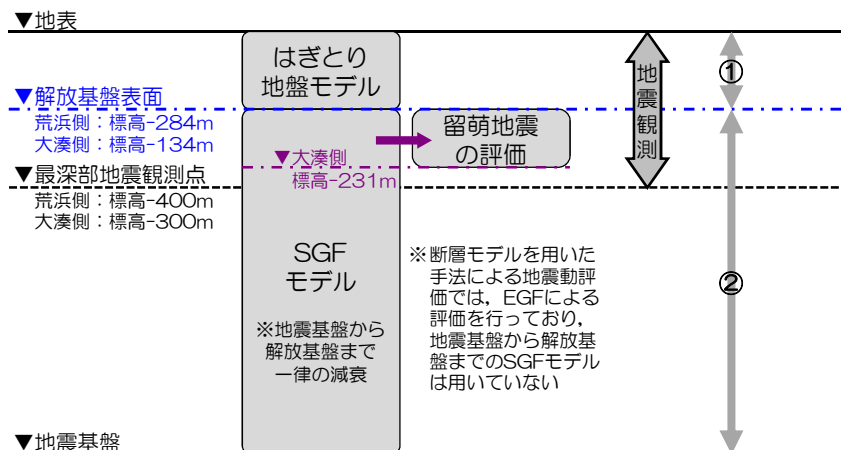 ▼地表
はぎとり
地盤モデル
①
地震観測
▼解放基盤表面
荒浜側：標高-284m
大湊側：標高-134m
留萌地震
の評価
▼大湊側
標高-231m
▼最深部地震観測点
荒浜側：標高-400m
大湊側：標高-300m
SGF
モデル
※地震基盤から
解放基盤まで
一律の減衰
※断層モデルを用いた
手法による地震動評
価では，EGFによる
評価を行っており，
地震基盤から解放基
盤までのSGFモデル
は用いていない
②
▼地震基盤